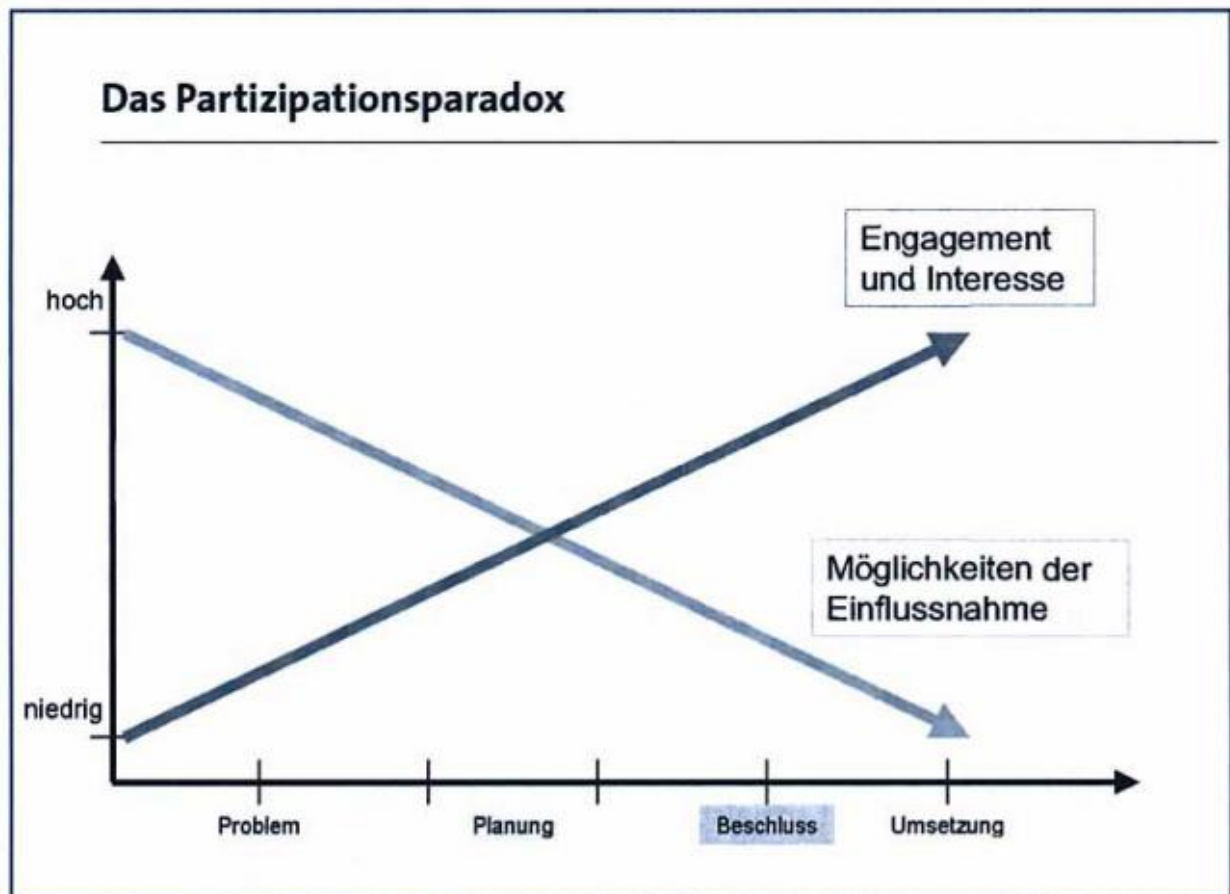 Das Partizipationsparadox
Engagement
und Interesse
hoch
Möglichkeiten der
Einflussnahme
niedrig
Problem
Planung
Beschluss
Umsetzung